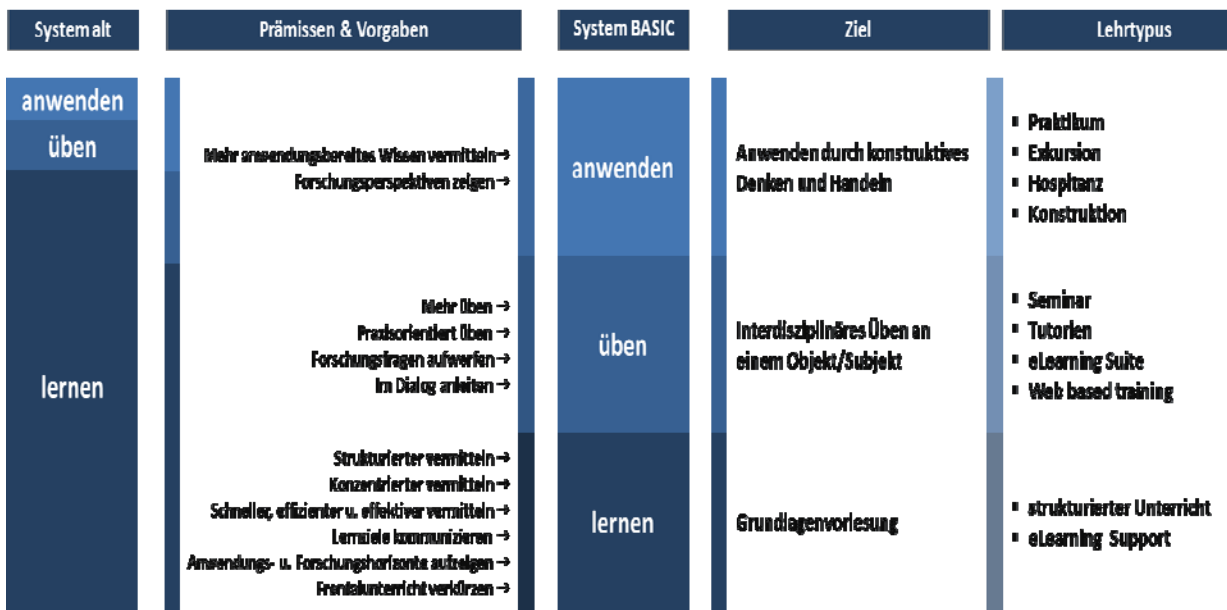 System alt
Prämissen & Vorgaben
System BASIC
Ziel
Lehrtypus
anwenden
üben
lernen
Mehr anwendungsbereites Wissen vermitteln →
Forschungsperspektiven zeigen →
Mehr üben →
Praxisorientiert üben →
Forschungsfragen aufwerfen →
Im Dialog anleiten →
Strukturierter vermitteln →
Konzentrierter vermitteln →
Schneller, effizienter u. effektiver vermitteln →
Lernziele kommunizieren →
Anwendungs- u. Forschungshorizonte aufzeigen →
Frontalunterricht verkürzen →
anwenden
üben
lernen
Anwenden durch konstruktives
Denken und Handeln
Interdisziplinäres Üben an
einem Objekt/Subjekt
Grundlagenvorlesung
▪ Praktikum
▪ Exkursion
▪ Hospitanz
▪ Konstruktion
▪ Seminar
▪ Tutorien
▪ eLearning Suite
▪ Web based training
▪ strukturierter Unterricht
▪ eLearning Support